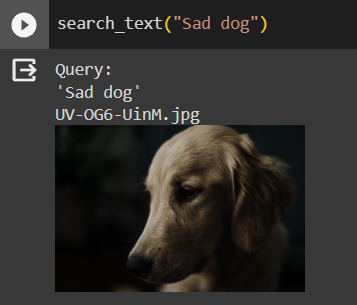 search_text("Sad dog")
Query:
'Sad dog'
UV-OG6-UinM.jpg